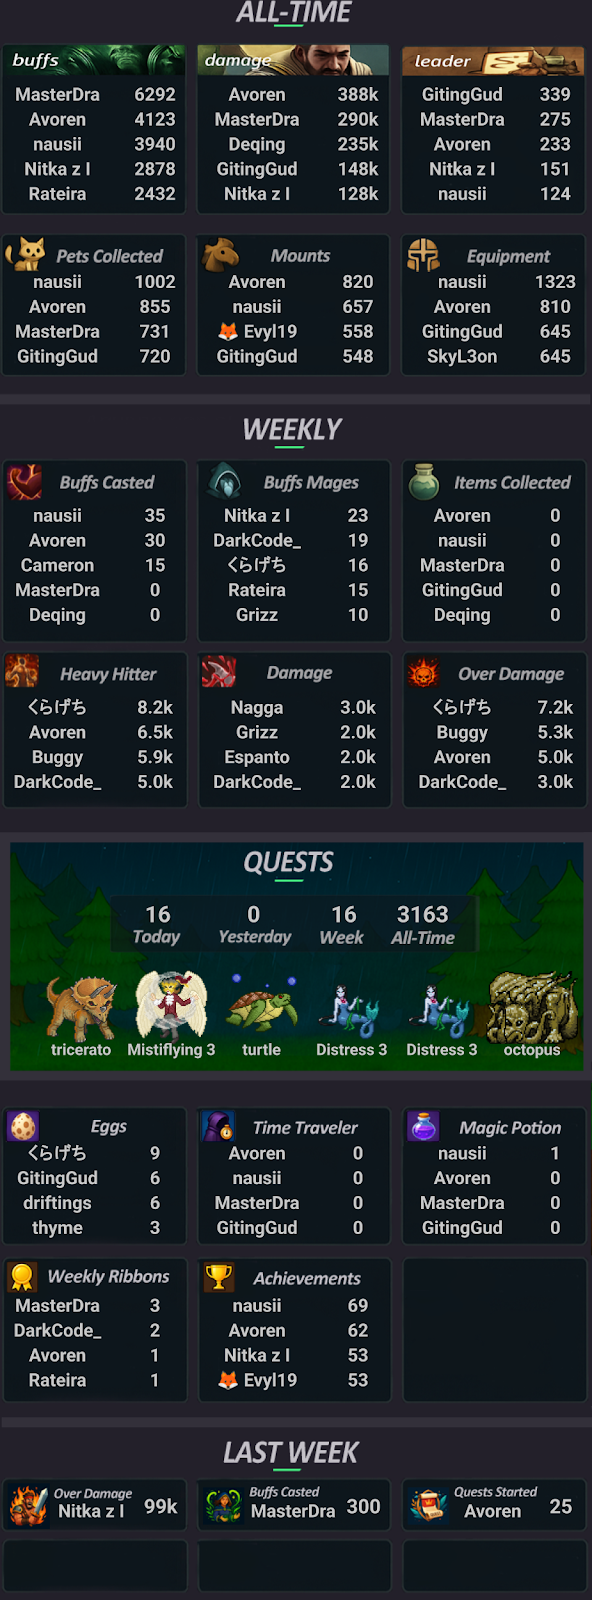 ALL-TIME
buffs
MasterDra 6292
Avoren 4123
nausii 3940
Nitka z l 2878
Rateira 2432
damage
Avoren 388k
MasterDra 290k
Deqing 235k
GitingGud 148k
Nitka z l 128k
leader
GitingGud 339
MasterDra 275
Avoren 233
Nitka z l 151
nausii 124
Pets Collected
nausii 1002
Avoren 855
MasterDra 731
GitingGud 720
Mounts
Avoren 820
nausii 657
🦊 Evyl19 558
GitingGud 548
Equipment
nausii 1323
Avoren 810
GitingGud 645
SkyL3on 645
WEEKLY
Buffs Casted
nausii 35
Avoren 30
Cameron 15
MasterDra 0
Deqing 0
Buffs Mages
Nitka z l 23
DarkCode_ 19
くらげち 16
Rateira 15
Grizz 10
Items Collected
Avoren 0
nausii 0
MasterDra 0
GitingGud 0
Deqing 0
Heavy Hitter
くらげち 8.2k
Avoren 6.5k
Buggy 5.9k
DarkCode_ 5.0k
Damage
Nagga 3.0k
Grizz 2.0k
Espanto 2.0k
DarkCode_ 2.0k
Over Damage
くらげち 7.2k
Buggy 5.3k
Avoren 5.0k
DarkCode_ 3.0k
QUESTS
16 0 16 3163
Today Yesterday Week All-Time
tricerato Mistiflying 3 turtle Distress 3 Distress 3 octopus
Eggs
くらげち 9
GitingGud 6
driftings 6
thyme 3
Time Traveler
Avoren 0
nausii 0
MasterDra 0
GitingGud 0
Magic Potion
nausii 1
Avoren 0
MasterDra 0
GitingGud 0
Weekly Ribbons
MasterDra 3
DarkCode_ 2
Avoren 1
Rateira 1
Achievements
nausii 69
Avoren 62
Nitka z l 53
🦊 Evyl19 53
LAST WEEK
Over Damage
Nitka z l 99k
Buffs Casted
MasterDra 300
Quests Started
Avoren 25